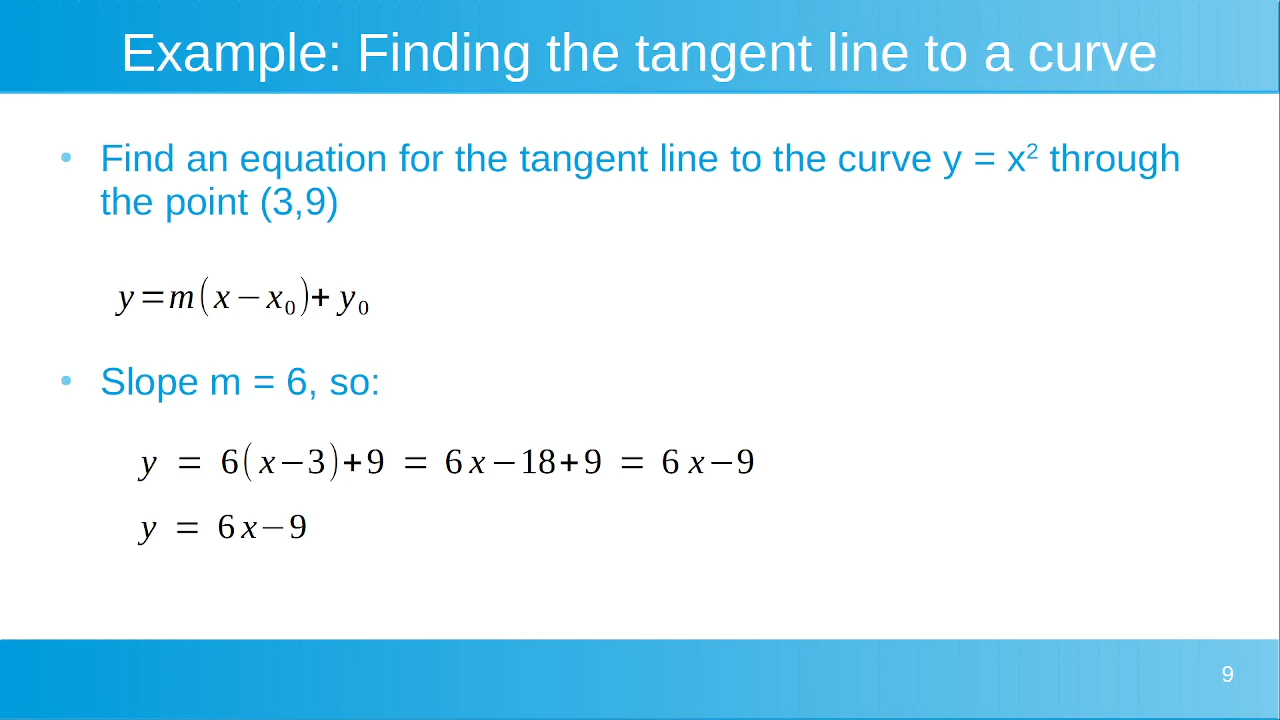 Example: Finding the tangent line to a curve
• Find an equation for the tangent line to the curve y = x² through
the point (3,9)
y=m(x−x₀)+y₀
• Slope m = 6, so:
y = 6(x−3)+9 = 6x−18+9 = 6x−9
y = 6x−9
9